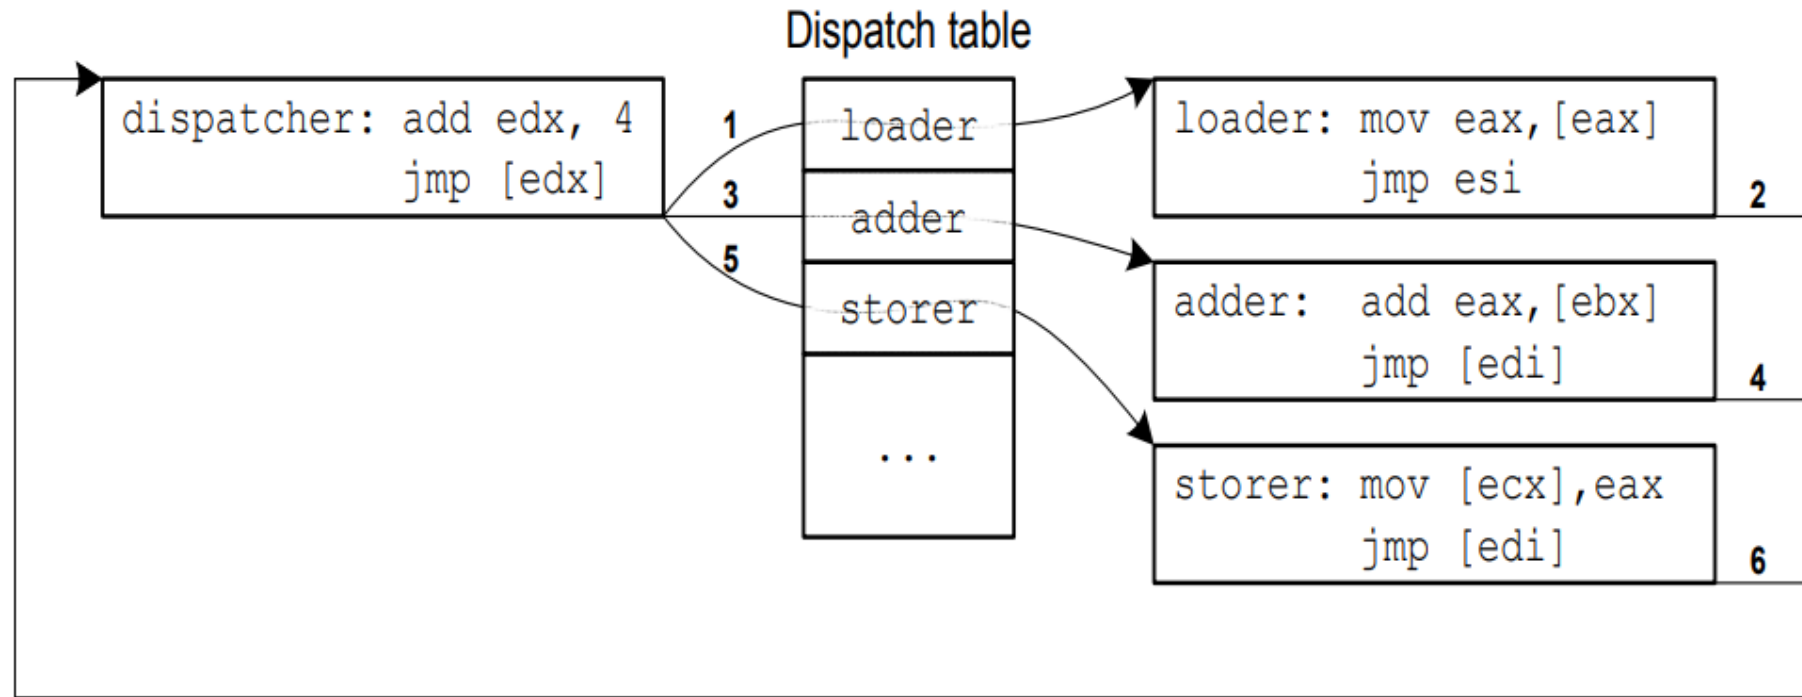 Dispatch table
dispatcher: add edx, 4
jmp [edx]
1
3
5
loader
adder
storer
...
loader: mov eax,[eax]
jmp esi
2
adder: add eax,[ebx]
jmp [edi]
4
storer: mov [ecx],eax
jmp [edi]
6